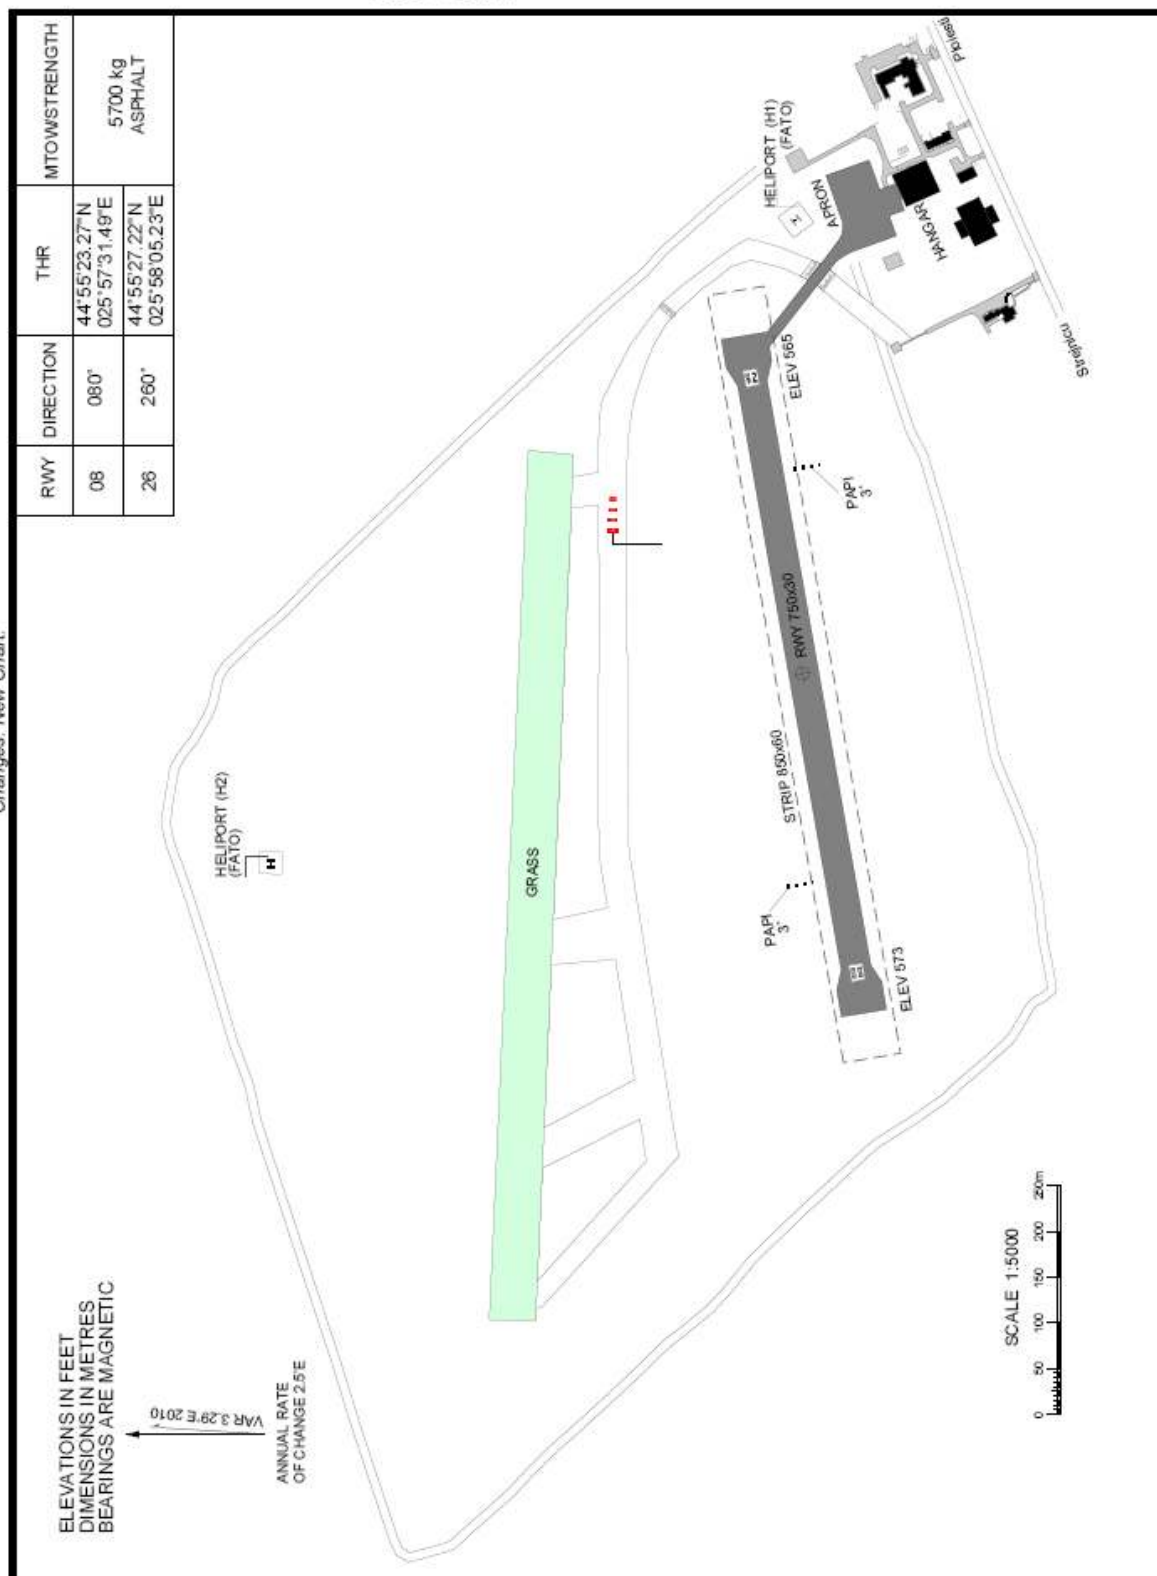 Changes: New Chart.
ELEVATIONS IN FEET
DIMENSIONS IN METRES
BEARINGS ARE MAGNETIC
VAR 3.29°E 2010
ANNUAL RATE
OF CHANGE 2.5'E
RWY DIRECTION THR MTOW/STRENGTH
08 080° 44°55'23.27"N
025°57'31.49"E
5700 kg
ASPHALT
26 260° 44°55'27.22"N
025°58'05.23"E
HELIPORT (H2)
(FATO)
H
GRASS
HELIPORT (H1)
(FATO)
APRON
HANGAR
Ploiesti
Strejnicu
PAPI
3°
STRIP 850x60
RWY 750x30
ELEV 573
ELEV 565
PAPI
3°
SCALE 1:5000
0 50 100 150 200 250m